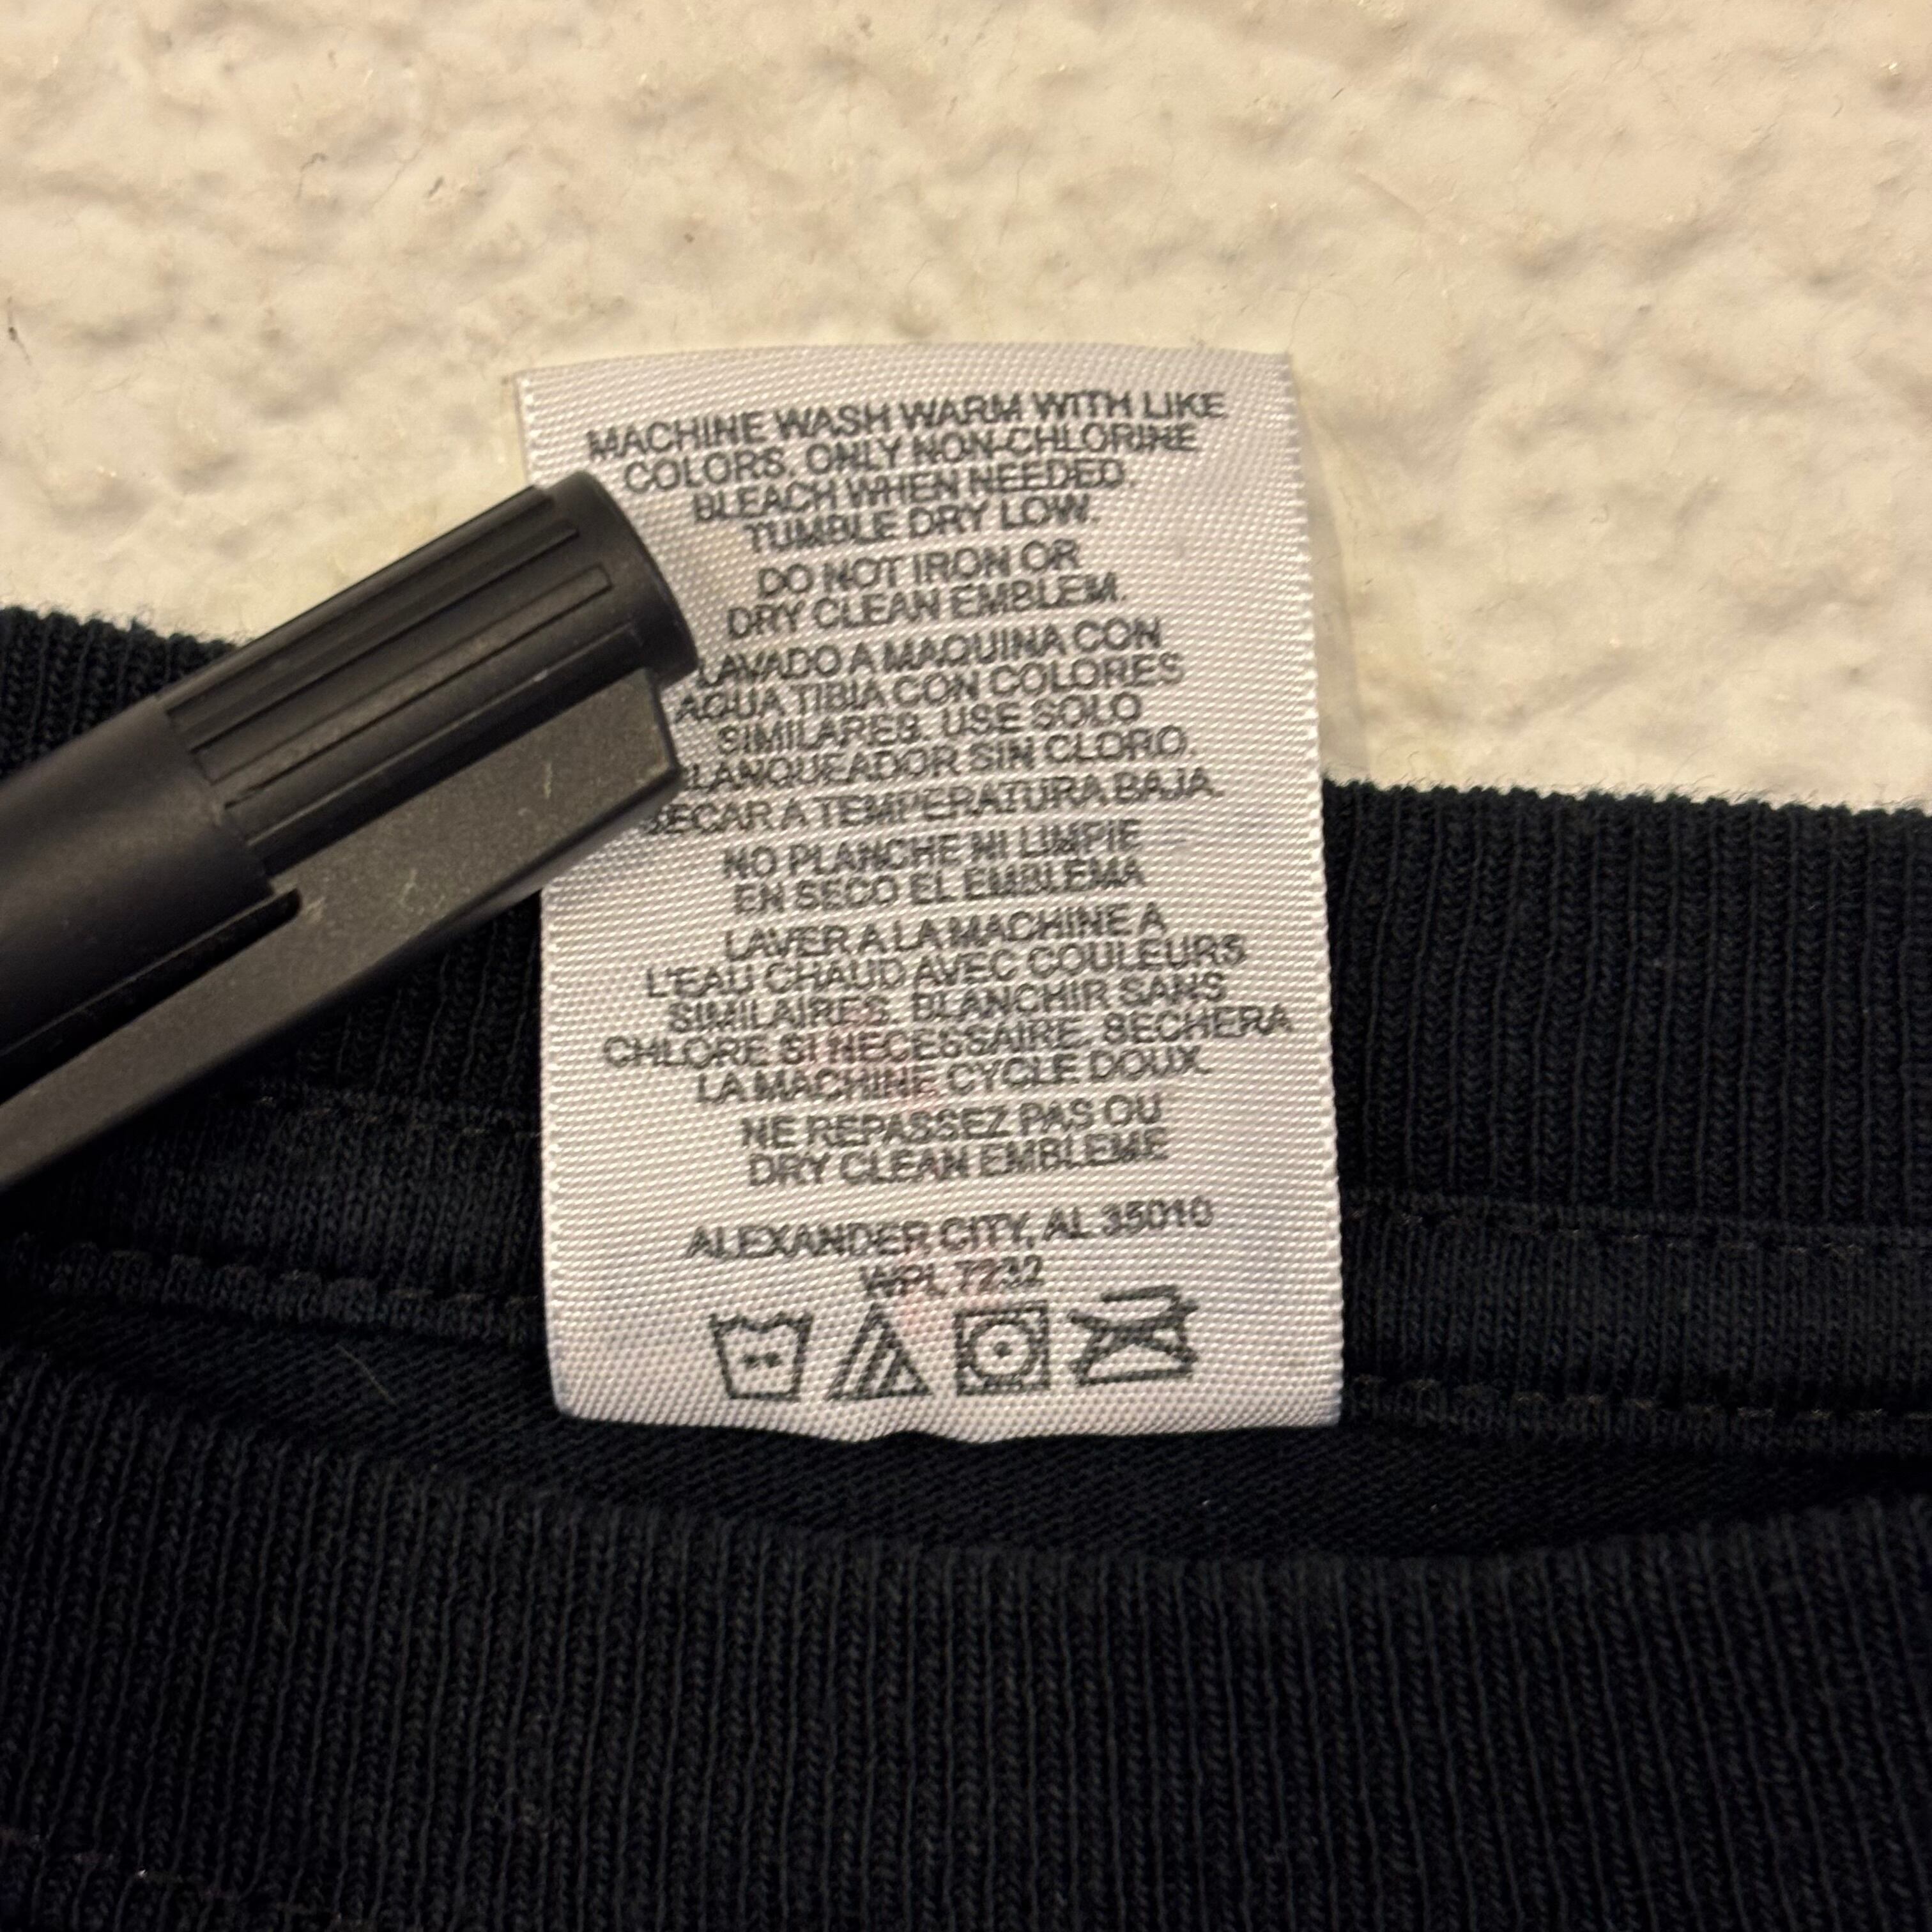 MACHINE WASH WARM WITH LIKE
COLORS. ONLY NON-CHLORINE
BLEACH WHEN NEEDED
TUMBLE DRY LOW.
DO NOT IRON OR
DRY CLEAN EMBLEM.
LAVADO A MAQUINA CON
AGUA TIBIA CON COLORES
SIMILARES. USE SOLO
BLANQUEADOR SIN CLORO.
SECAR A TEMPERATURA BAJA.
NO PLANCHE NI LIMPIE
EN SECO EL EMBLEMA
LAVER A LA MACHINE A
L'EAU CHAUD AVEC COULEURS
SIMILAIRES. BLANCHIR SANS
CHLORE SI NECESSAIRE. SECHER A
LA MACHINE CYCLE DOUX.
NE REPASSEZ PAS OU
DRY CLEAN EMBLEME
ALEXANDER CITY, AL 35010
WPL 7232